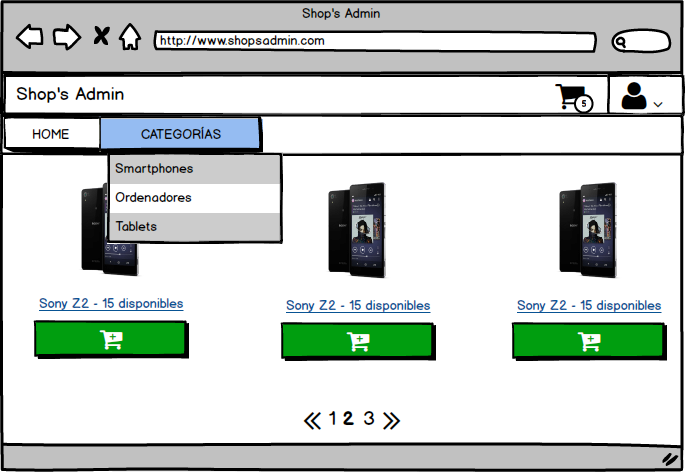 Shop's Admin
http://www.shopsadmin.com
Shop's Admin
5
HOME
CATEGORÍAS
Smartphones
Ordenadores
Tablets
Sony Z2 - 15 disponibles
Sony Z2 - 15 disponibles
Sony Z2 - 15 disponibles
1 2 3